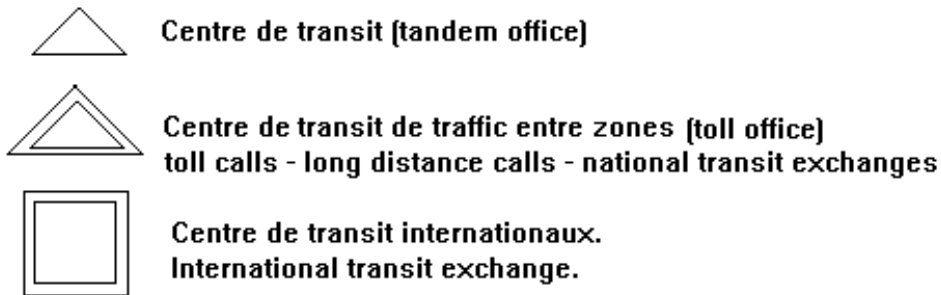 Centre de transit (tandem office)
Centre de transit de traffic entre zones (toll office)
toll calls - long distance calls - national transit exchanges
Centre de transit internationaux.
International transit exchange.